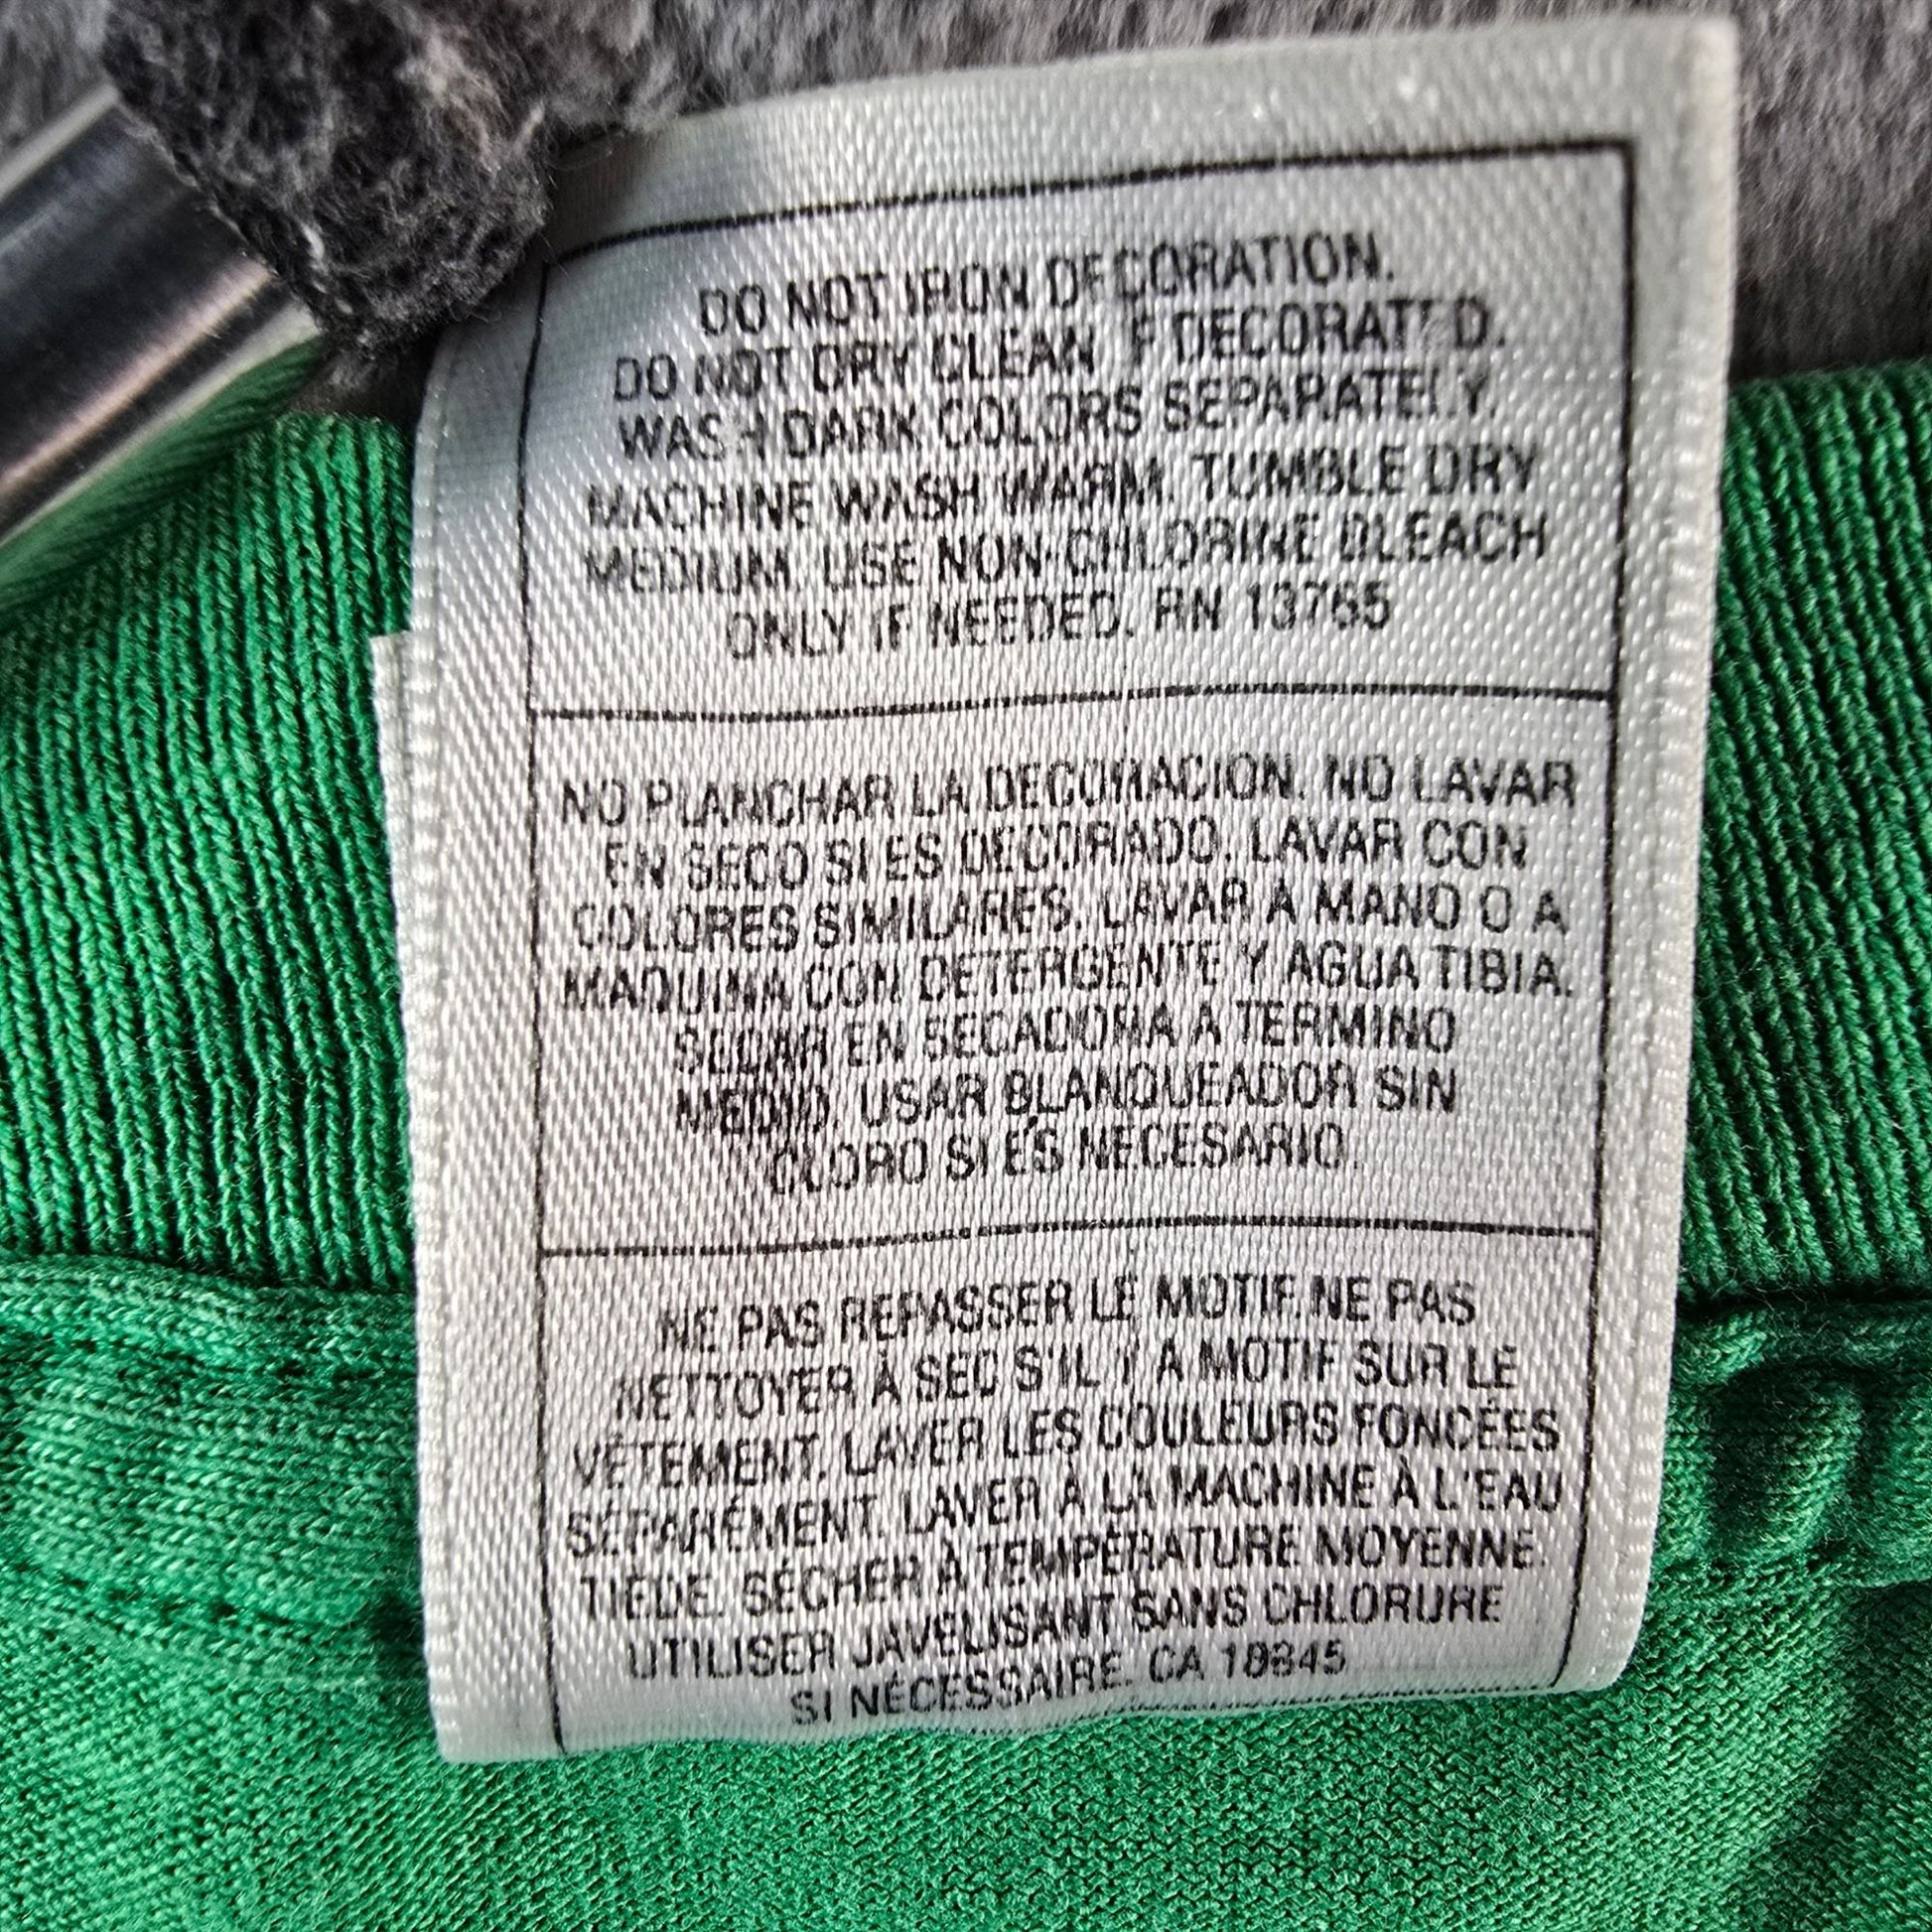 DO NOT IRON DECORATION.
DO NOT DRY CLEAN IF DECORATED.
WASH DARK COLORS SEPARATELY.
MACHINE WASH WARM. TUMBLE DRY
MEDIUM. USE NON-CHLORINE BLEACH
ONLY IF NEEDED. RN 13765
NO PLANCHAR LA DECORACION. NO LAVAR
EN SECO SI ES DECORADO. LAVAR CON
COLORES SIMILARES. LAVAR A MANO O A
MAQUINA CON DETERGENTE Y AGUA TIBIA.
SECAR EN SECADORA A TERMINO
MEDIO. USAR BLANQUEADOR SIN
CLORO SI ES NECESARIO.
NE PAS REPASSER LE MOTIF. NE PAS
NETTOYER À SEC S'IL Y A MOTIF SUR LE
VÊTEMENT. LAVER LES COULEURS FONCÉES
SÉPARÉMENT. LAVER À LA MACHINE À L'EAU
TIÈDE. SÉCHER À TEMPÉRATURE MOYENNE.
UTILISER JAVELISANT SANS CHLORURE
SI NÉCESSAIRE. CA 18845